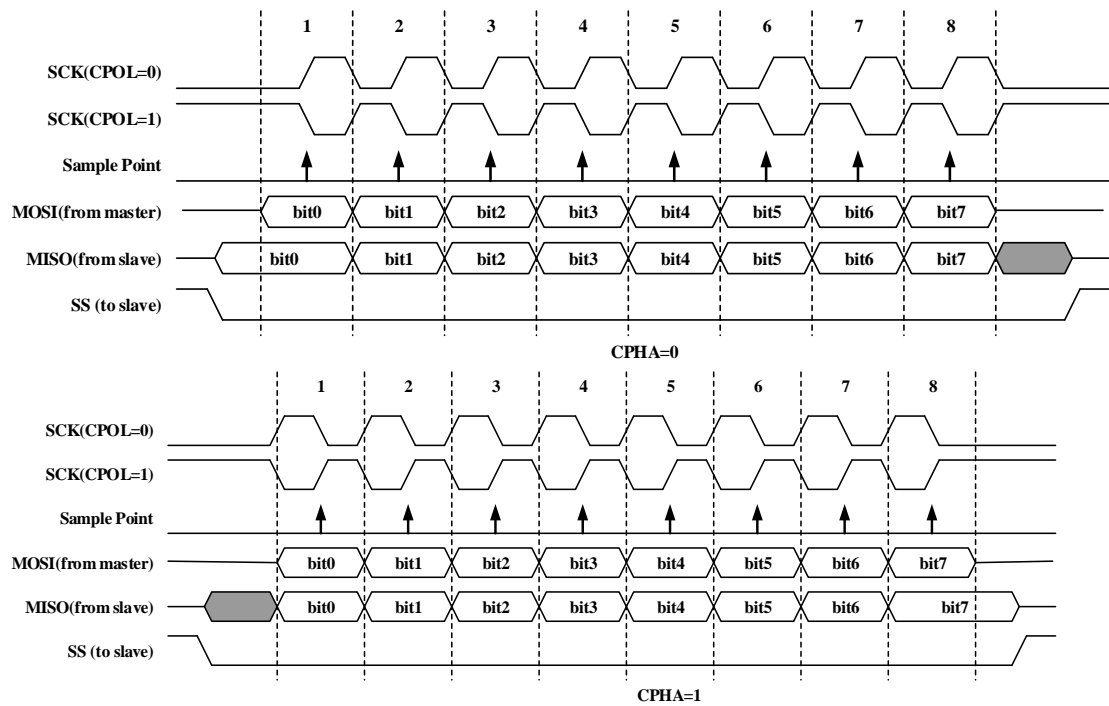 1 2 3 4 5 6 7 8
SCK(CPOL=0)
SCK(CPOL=1)
Sample Point
MOSI(from master) bit0 bit1 bit2 bit3 bit4 bit5 bit6 bit7
MISO(from slave) bit0 bit1 bit2 bit3 bit4 bit5 bit6 bit7
SS (to slave)
CPHA=0
1 2 3 4 5 6 7 8
SCK(CPOL=0)
SCK(CPOL=1)
Sample Point
MOSI(from master) bit0 bit1 bit2 bit3 bit4 bit5 bit6 bit7
MISO(from slave) bit0 bit1 bit2 bit3 bit4 bit5 bit6 bit7
SS (to slave)
CPHA=1